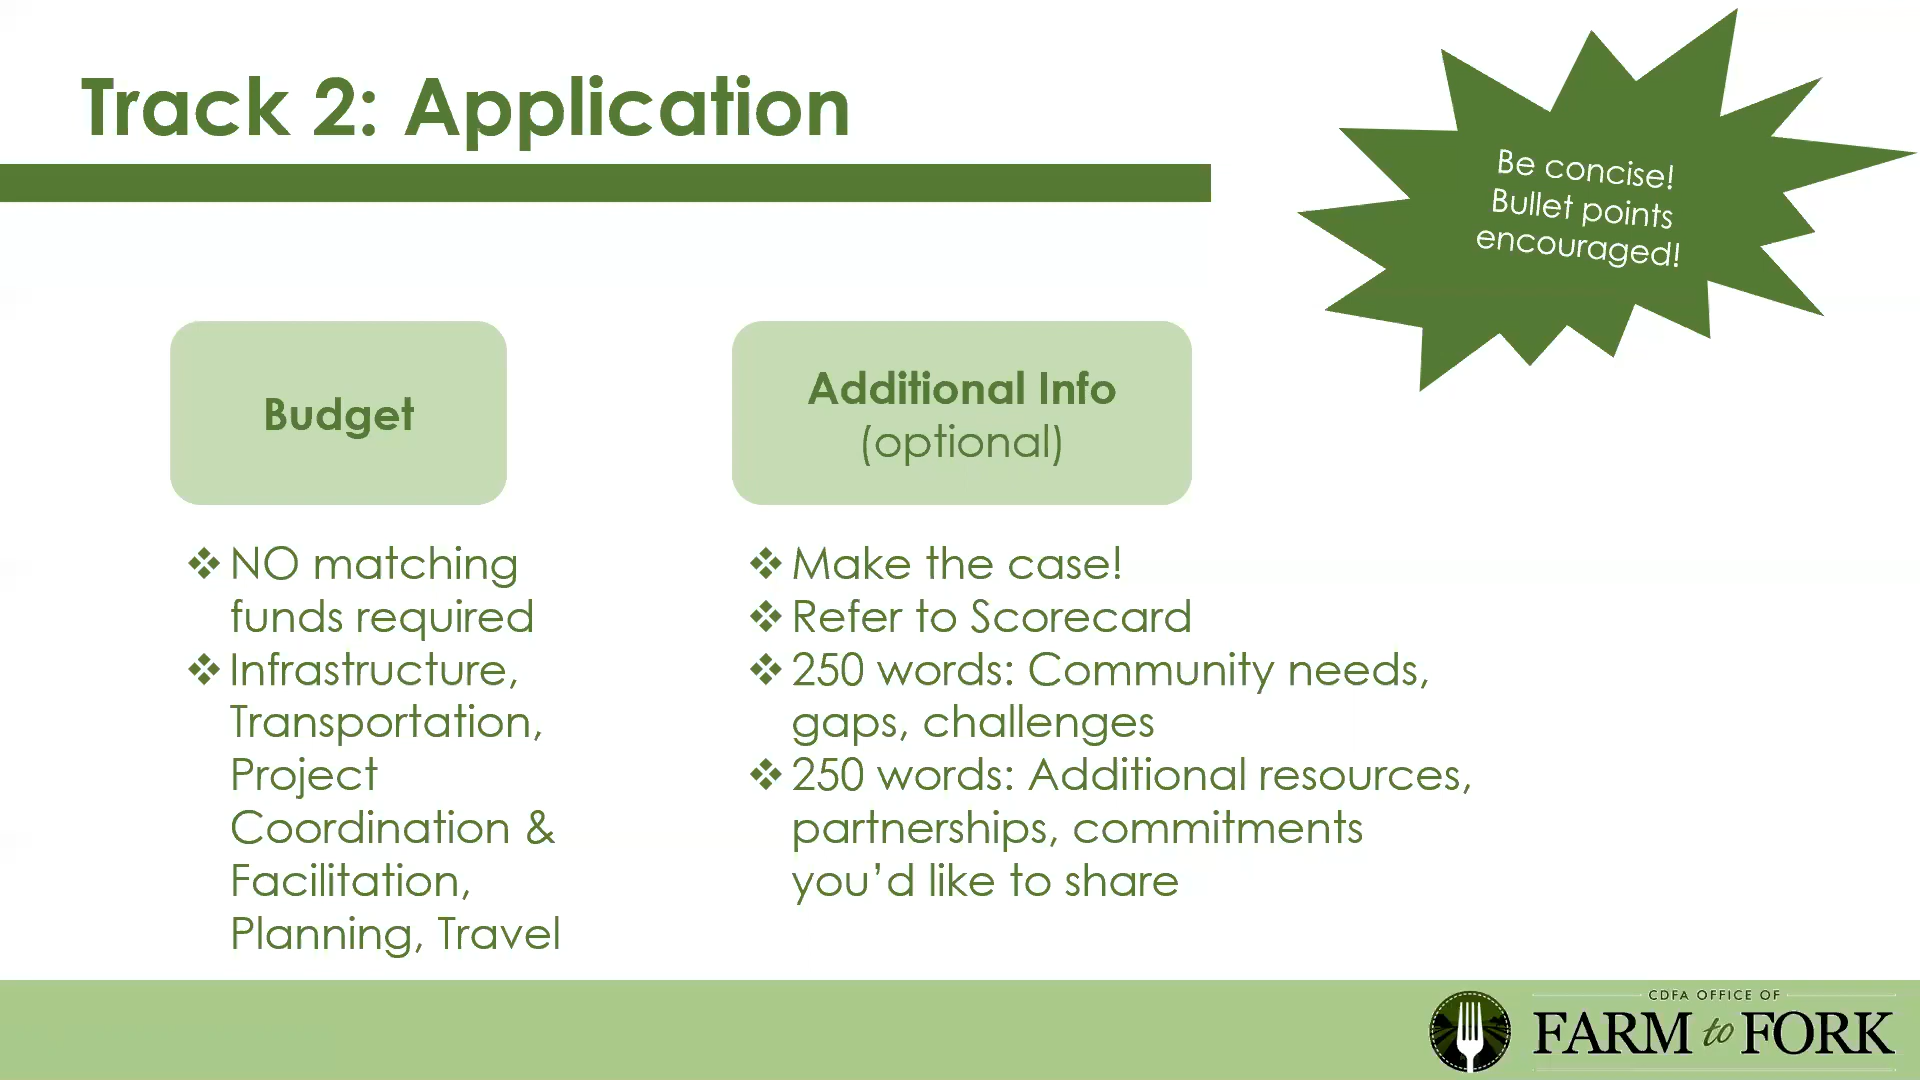 Track 2: Application
Be concise!
Bullet points
encouraged!
Budget
❖ NO matching
funds required
❖ Infrastructure,
Transportation,
Project
Coordination &
Facilitation,
Planning, Travel
Additional Info
(optional)
❖ Make the case!
❖ Refer to Scorecard
❖ 250 words: Community needs,
gaps, challenges
❖ 250 words: Additional resources,
partnerships, commitments
you’d like to share
CDFA OFFICE OF
FARM to FORK